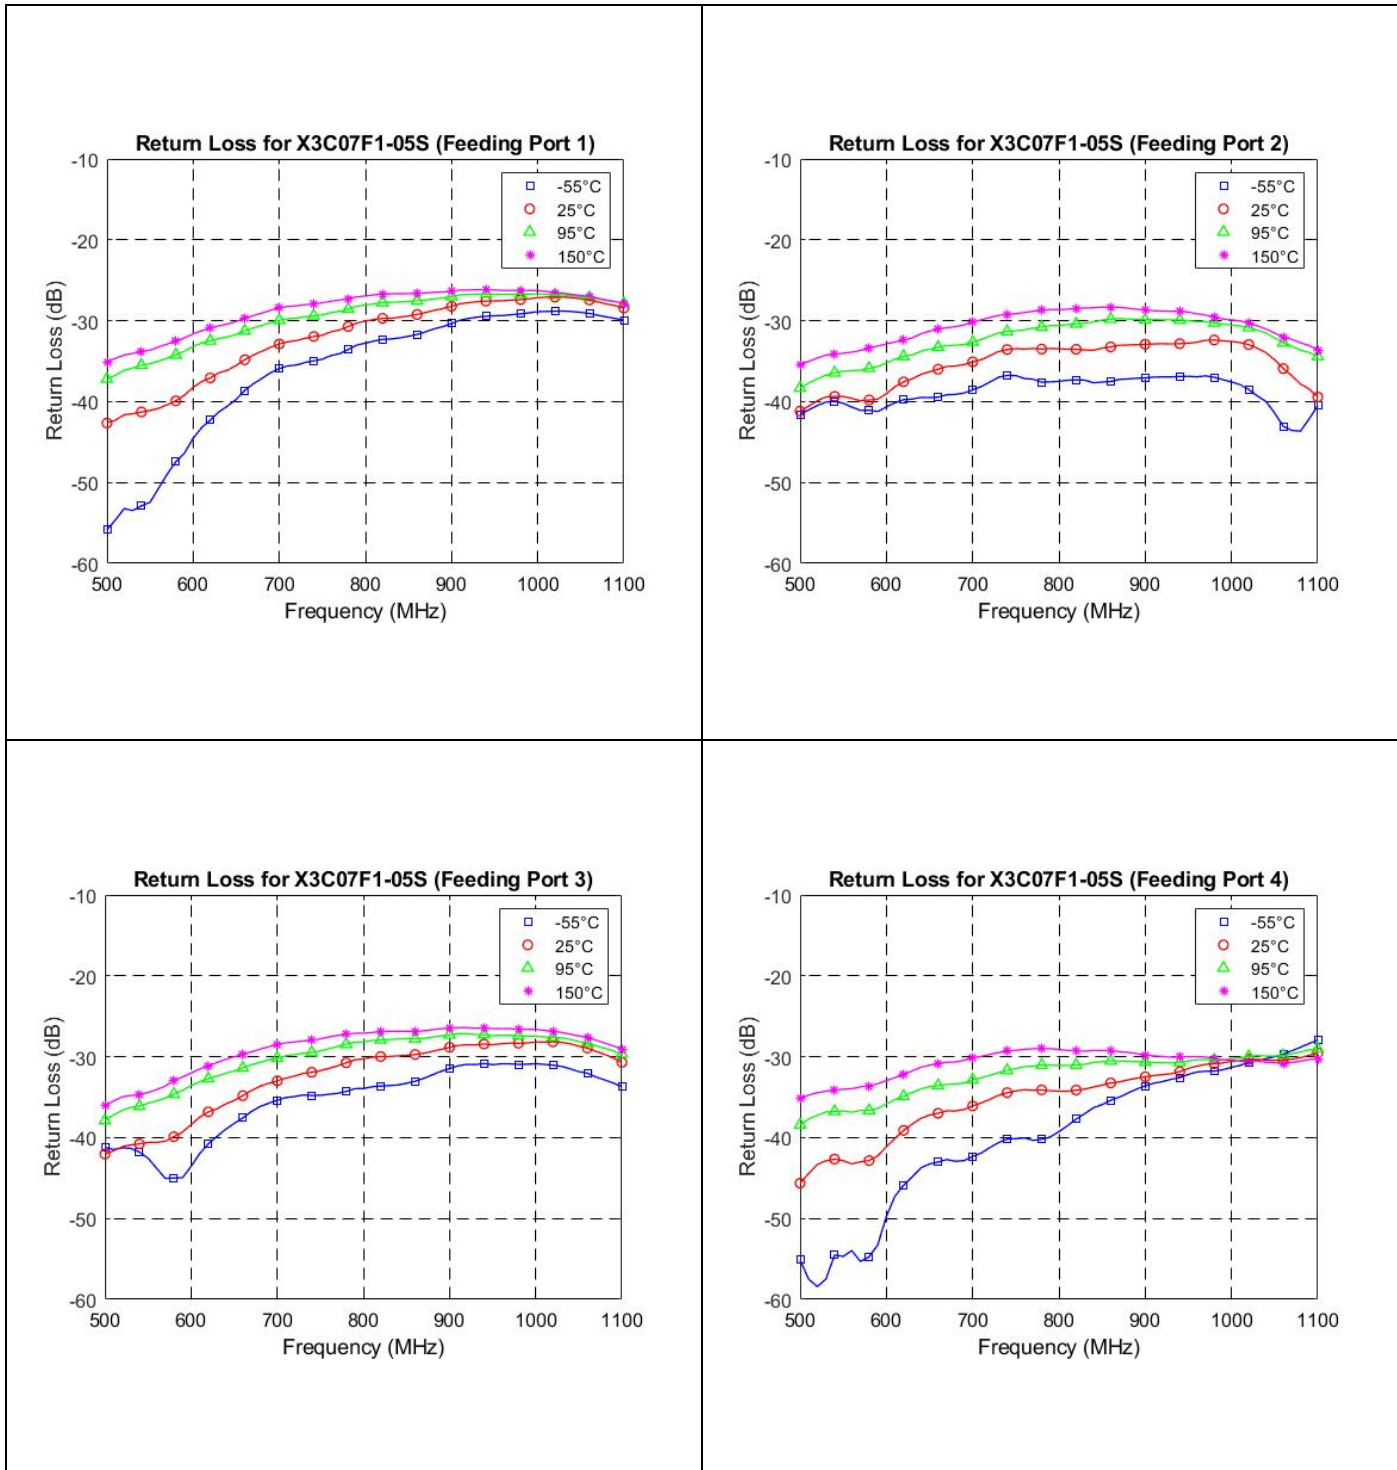 Return Loss for X3C07F1-05S (Feeding Port 1)
-10
-20
-30
-40
-50
-60
Return Loss (dB)
-55°C
25°C
95°C
150°C
500 600 700 800 900 1000 1100
Frequency (MHz)
Return Loss for X3C07F1-05S (Feeding Port 2)
-10
-20
-30
-40
-50
-60
Return Loss (dB)
-55°C
25°C
95°C
150°C
500 600 700 800 900 1000 1100
Frequency (MHz)
Return Loss for X3C07F1-05S (Feeding Port 3)
-10
-20
-30
-40
-50
-60
Return Loss (dB)
-55°C
25°C
95°C
150°C
500 600 700 800 900 1000 1100
Frequency (MHz)
Return Loss for X3C07F1-05S (Feeding Port 4)
-10
-20
-30
-40
-50
-60
Return Loss (dB)
-55°C
25°C
95°C
150°C
500 600 700 800 900 1000 1100
Frequency (MHz)